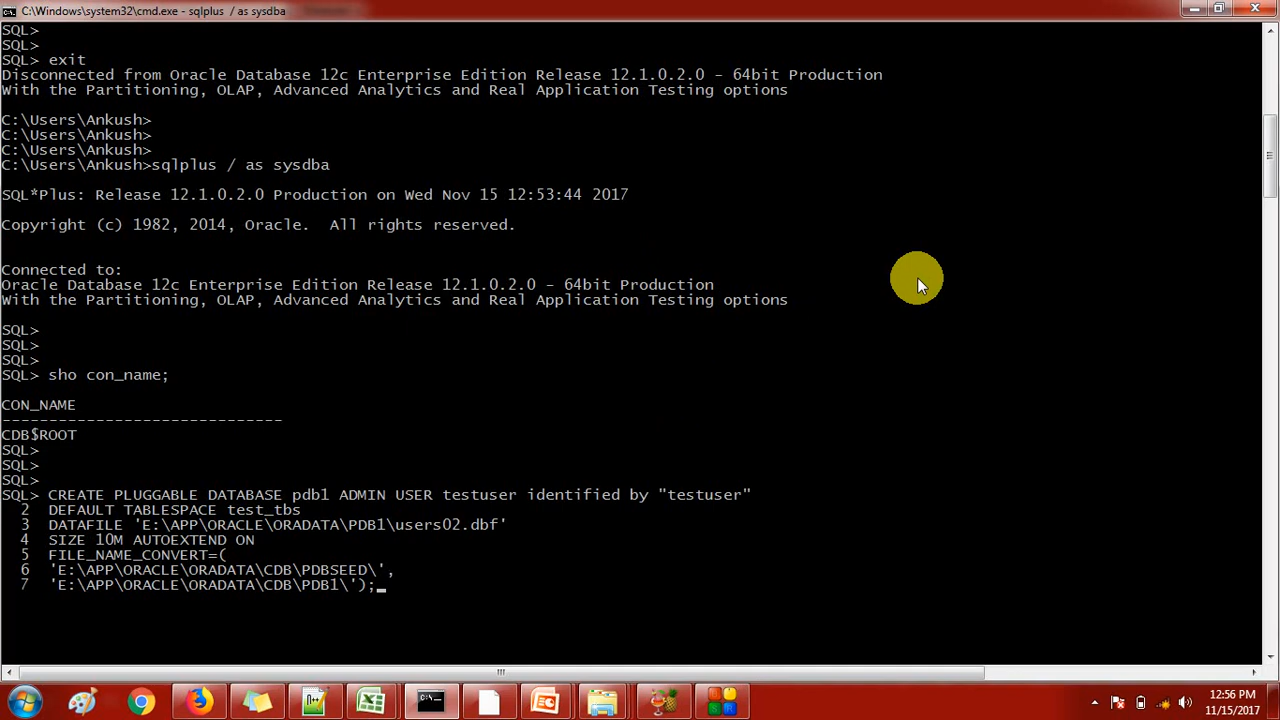 C:\Windows\system32\cmd.exe - sqlplus / as sysdba
SQL>
SQL>
SQL> exit
Disconnected from Oracle Database 12c Enterprise Edition Release 12.1.0.2.0 - 64bit Production
With the Partitioning, OLAP, Advanced Analytics and Real Application Testing options
C:\Users\Ankush>
C:\Users\Ankush>
C:\Users\Ankush>
C:\Users\Ankush>sqlplus / as sysdba
SQL*Plus: Release 12.1.0.2.0 Production on Wed Nov 15 12:53:44 2017
Copyright (c) 1982, 2014, Oracle.  All rights reserved.
Connected to:
Oracle Database 12c Enterprise Edition Release 12.1.0.2.0 - 64bit Production
With the Partitioning, OLAP, Advanced Analytics and Real Application Testing options
SQL>
SQL>
SQL>
SQL> sho con_name;
CON_NAME
------------------------------
CDB$ROOT
SQL>
SQL>
SQL>
SQL> CREATE PLUGGABLE DATABASE pdb1 ADMIN USER testuser identified by "testuser"
2 DEFAULT TABLESPACE test_tbs
3 DATAFILE 'E:\APP\ORACLE\ORADATA\PDB1\users02.dbf'
4 SIZE 10M AUTOEXTEND ON
5 FILE_NAME_CONVERT=(
6 'E:\APP\ORACLE\ORADATA\CDB\PDBSEED\',
7 'E:\APP\ORACLE\ORADATA\CDB\PDB1\');_
12:56 PM
11/15/2017